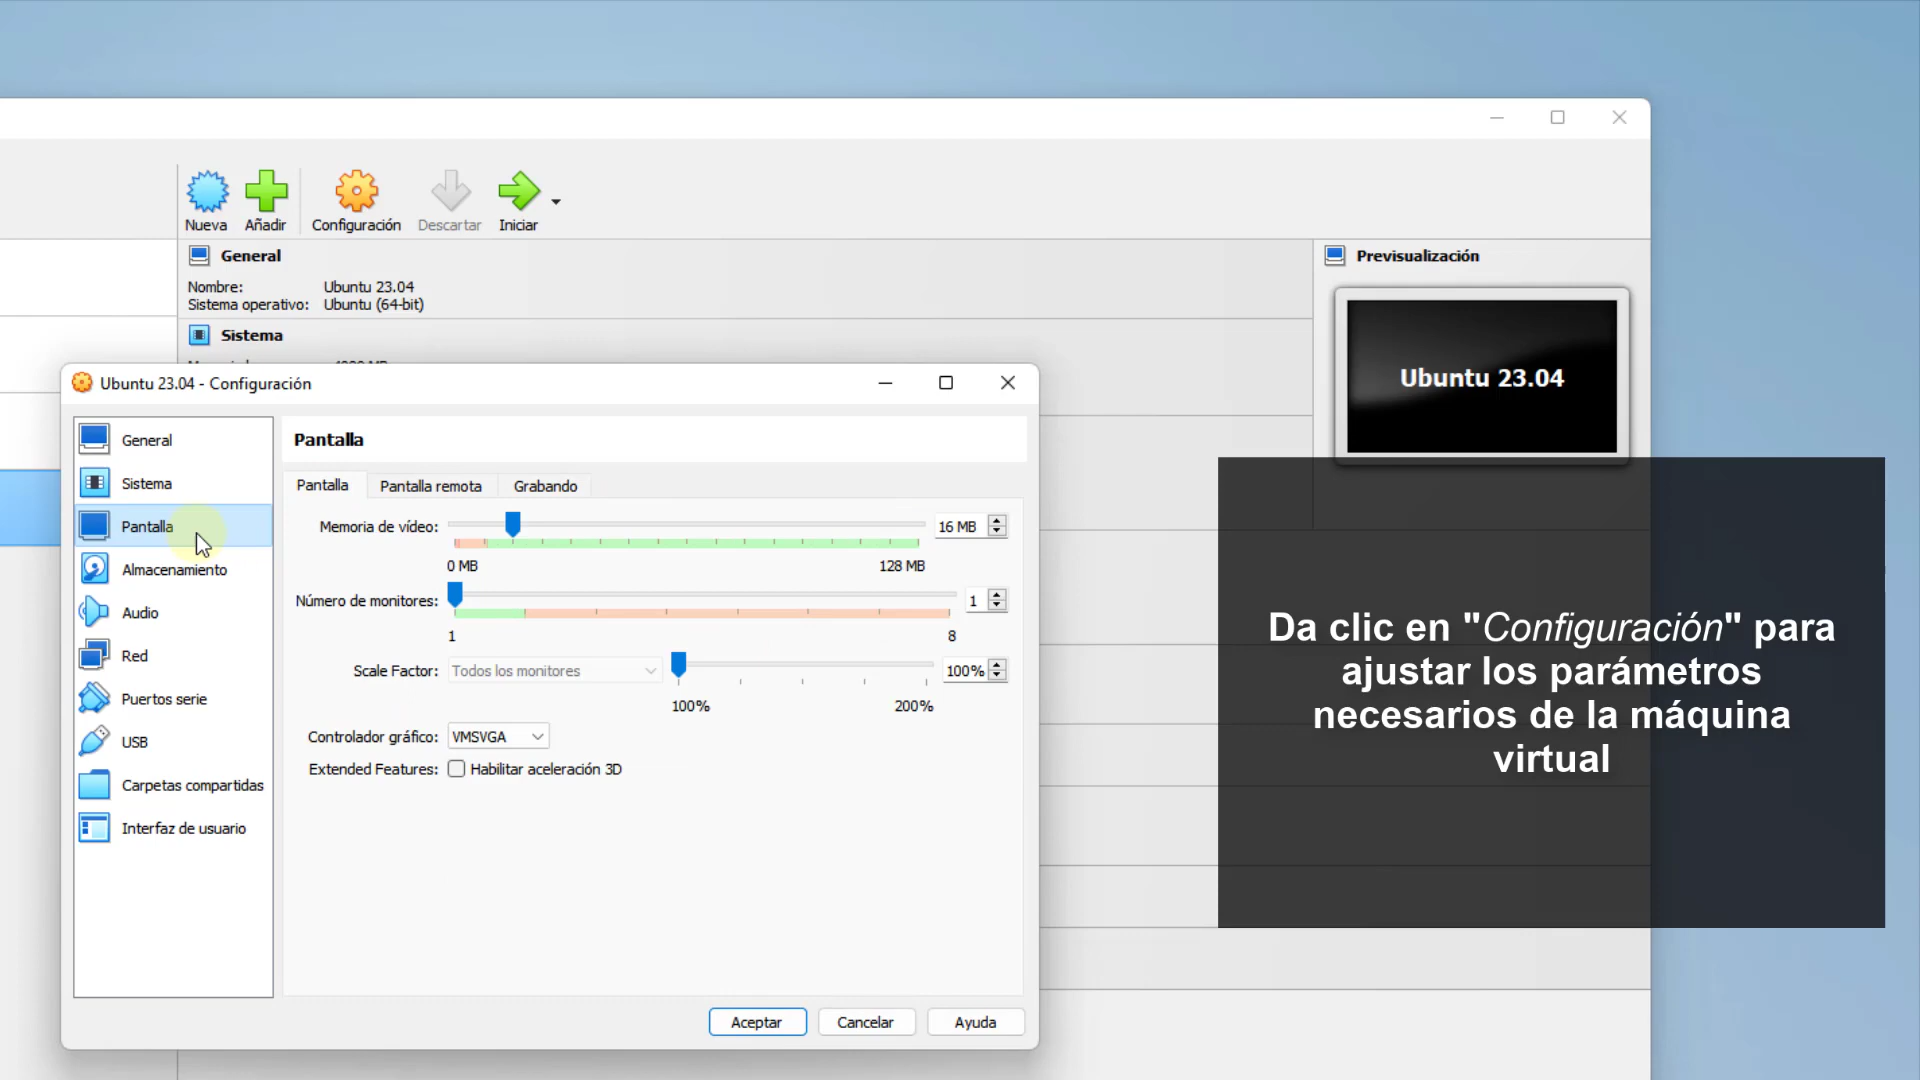 Nueva
Añadir
Configuración
Descartar
Iniciar
General
Nombre: Ubuntu 23.04
Sistema operativo: Ubuntu (64-bit)
Sistema
Previsualización
Ubuntu 23.04
Ubuntu 23.04 - Configuración
General
Sistema
Pantalla
Almacenamiento
Audio
Red
Puertos serie
USB
Carpetas compartidas
Interfaz de usuario
Pantalla
Pantalla
Pantalla remota
Grabando
Memoria de vídeo: 16 MB
0 MB 128 MB
Número de monitores: 1
1 8
Scale Factor: Todos los monitores 100%
100% 200%
Controlador gráfico: VMSVGA
Extended Features: Habilitar aceleración 3D
Aceptar
Cancelar
Ayuda
Da clic en "Configuración" para
ajustar los parámetros
necesarios de la máquina
virtual